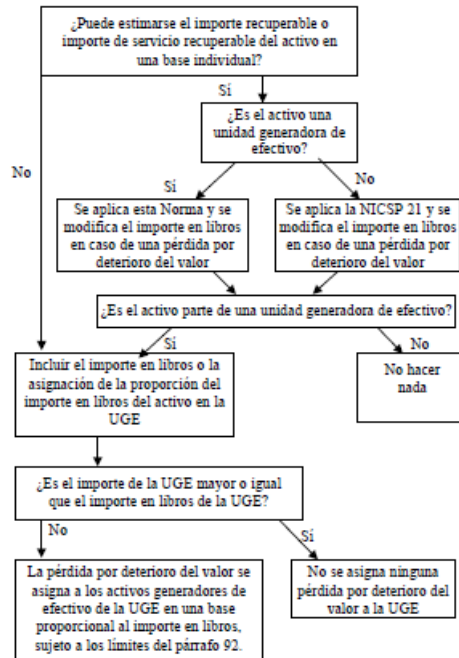 ¿Puede estimarse el importe recuperable o
importe de servicio recuperable del activo en
una base individual?
Sí
¿Es el activo una
unidad generadora de
efectivo?
No
Sí
No
Se aplica esta Norma y se
modifica el importe en libros
en caso de una pérdida por
deterioro del valor
Se aplica la NICSP 21 y se
modifica el importe en libros
en caso de una pérdida por
deterioro del valor
¿Es el activo parte de una unidad generadora de efectivo?
Sí
No
Incluir el importe en libros o la
asignación de la proporción del
importe en libros del activo en la
UGE
No hacer
nada
¿Es el importe de la UGE mayor o igual
que el importe en libros de la UGE?
No
Sí
La pérdida por deterioro del valor se
asigna a los activos generadores de
efectivo de la UGE en una base
proporcional al importe en libros,
sujeto a los límites del párrafo 92.
No se asigna ninguna
pérdida por deterioro del
valor a la UGE